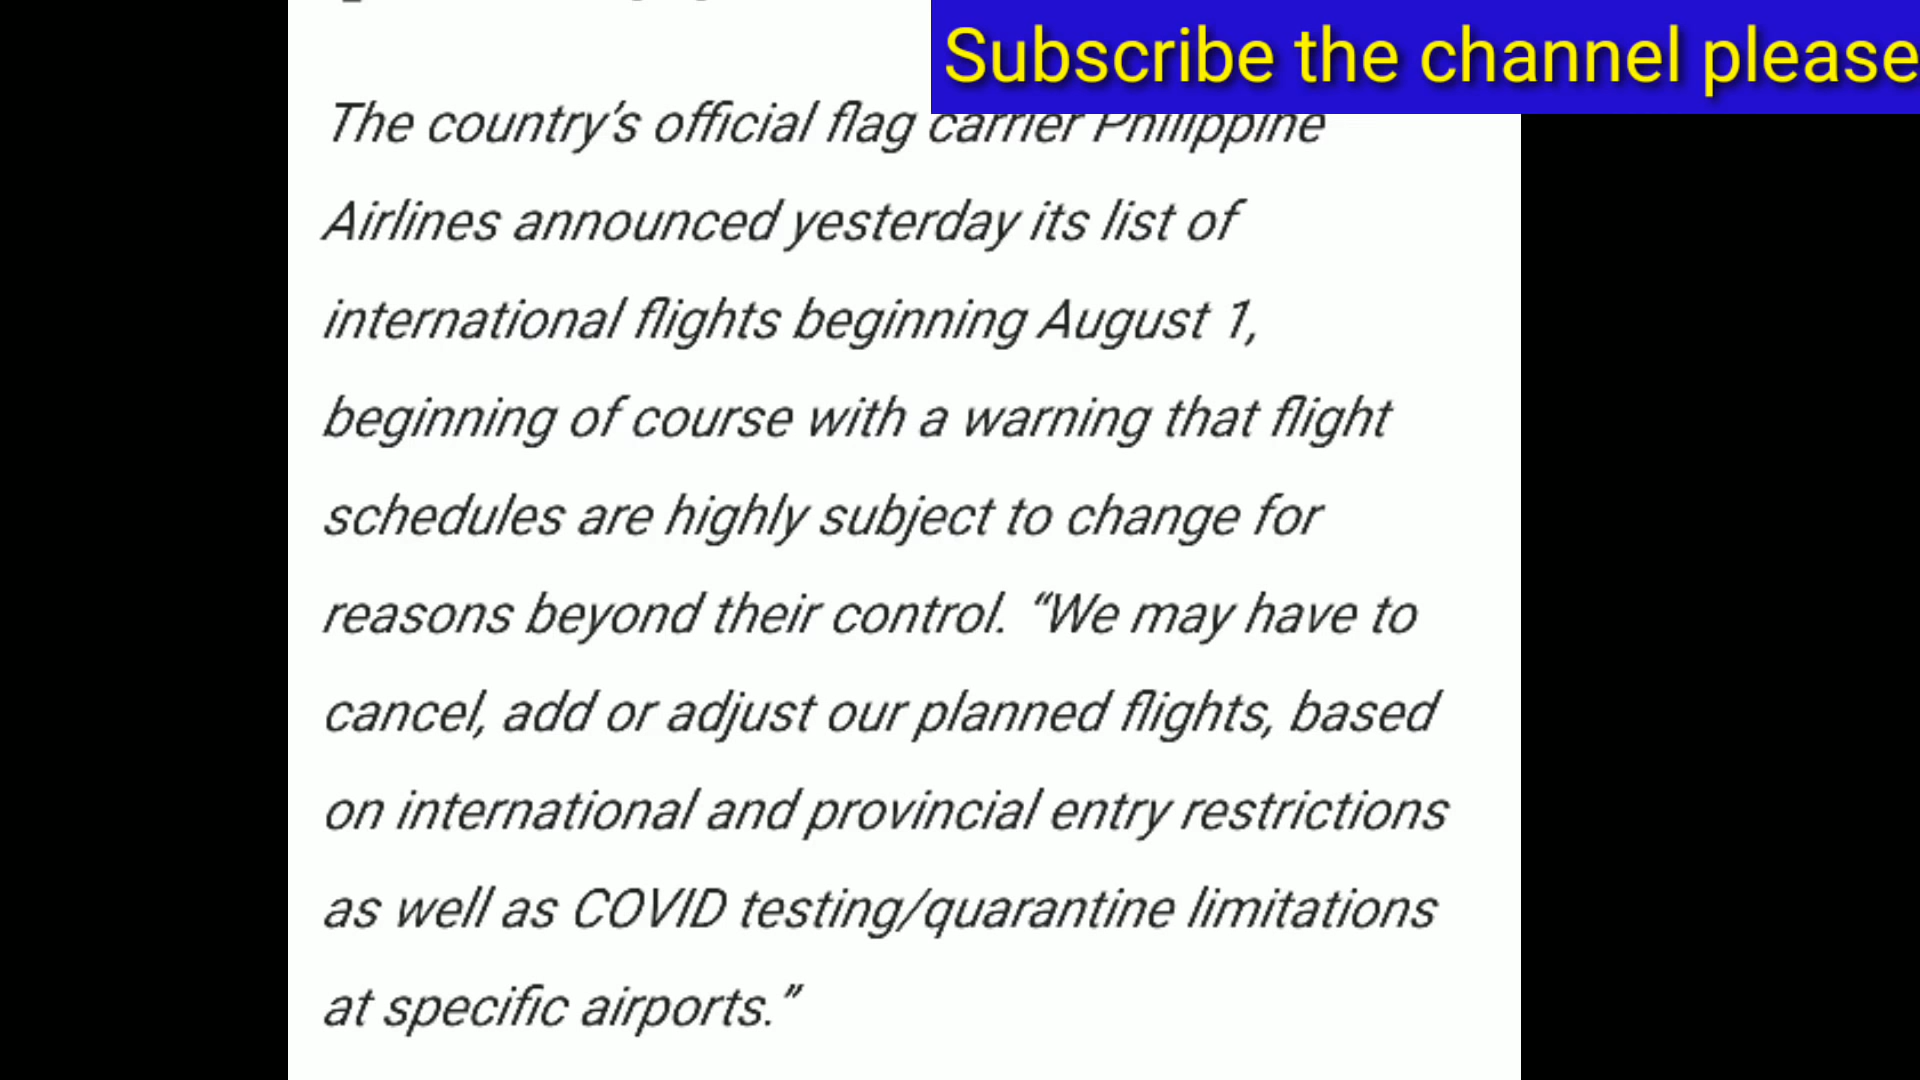 Subscribe the channel please
The country’s official flag carrier Philippine
Airlines announced yesterday its list of
international flights beginning August 1,
beginning of course with a warning that flight
schedules are highly subject to change for
reasons beyond their control. “We may have to
cancel, add or adjust our planned flights, based
on international and provincial entry restrictions
as well as COVID testing/quarantine limitations
at specific airports.”